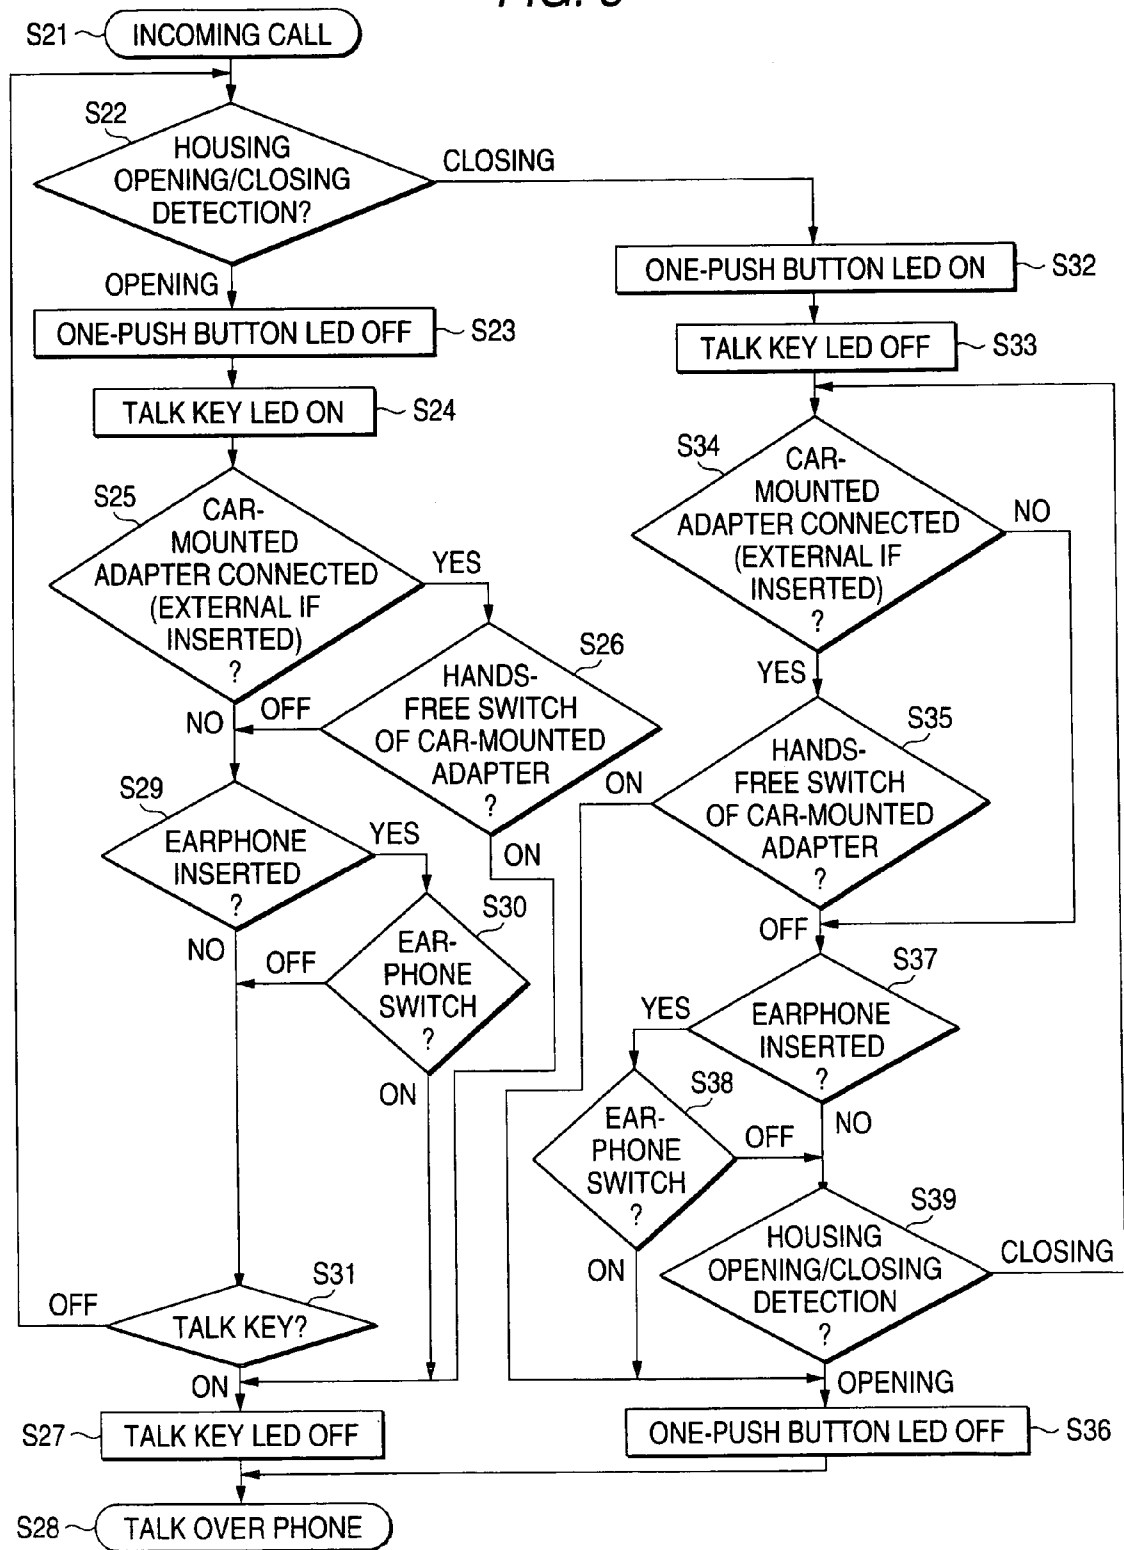 S21
INCOMING CALL
S22
HOUSING
OPENING/CLOSING
DETECTION?
CLOSING
OPENING
ONE-PUSH BUTTON LED OFF
S23
TALK KEY LED ON
S24
S25
CAR-
MOUNTED
ADAPTER CONNECTED
(EXTERNAL IF
INSERTED)
?
YES
NO
S26
HANDS-
FREE SWITCH
OF CAR-MOUNTED
ADAPTER
?
OFF
ON
S29
EARPHONE
INSERTED
?
YES
NO
S30
EAR-
PHONE
SWITCH
?
OFF
ON
S31
TALK KEY?
OFF
ON
S27
TALK KEY LED OFF
S28
TALK OVER PHONE
ONE-PUSH BUTTON LED ON
S32
TALK KEY LED OFF
S33
S34
CAR-
MOUNTED
ADAPTER CONNECTED
(EXTERNAL IF
INSERTED)
?
NO
YES
S35
HANDS-
FREE SWITCH
OF CAR-MOUNTED
ADAPTER
?
ON
OFF
S37
EARPHONE
INSERTED
?
YES
NO
S38
EAR-
PHONE
SWITCH
?
OFF
ON
S39
HOUSING
OPENING/CLOSING
DETECTION
?
CLOSING
OPENING
ONE-PUSH BUTTON LED OFF
S36